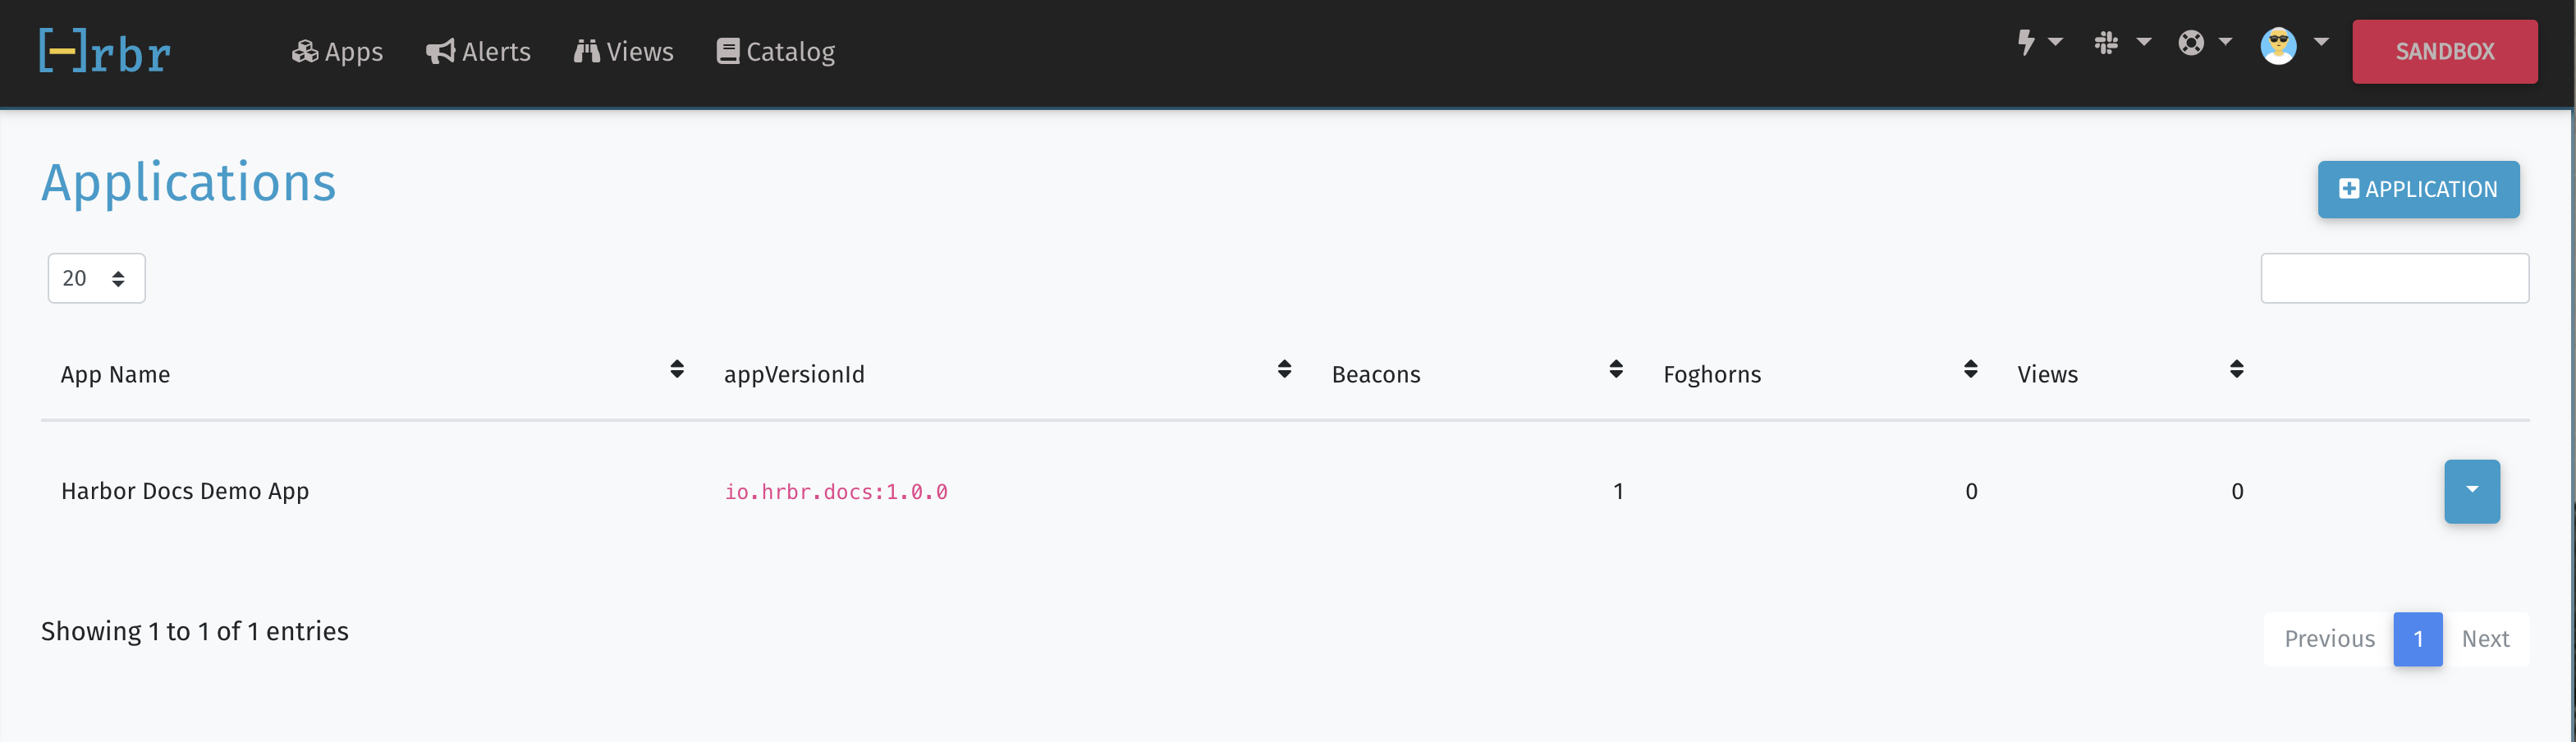 [-]rbr Apps Alerts Views Catalog SANDBOX
Applications
APPLICATION
20
App Name appVersionId Beacons Foghorns Views
Harbor Docs Demo App io.hrbr.docs:1.0.0 1 0 0
Showing 1 to 1 of 1 entries
Previous 1 Next